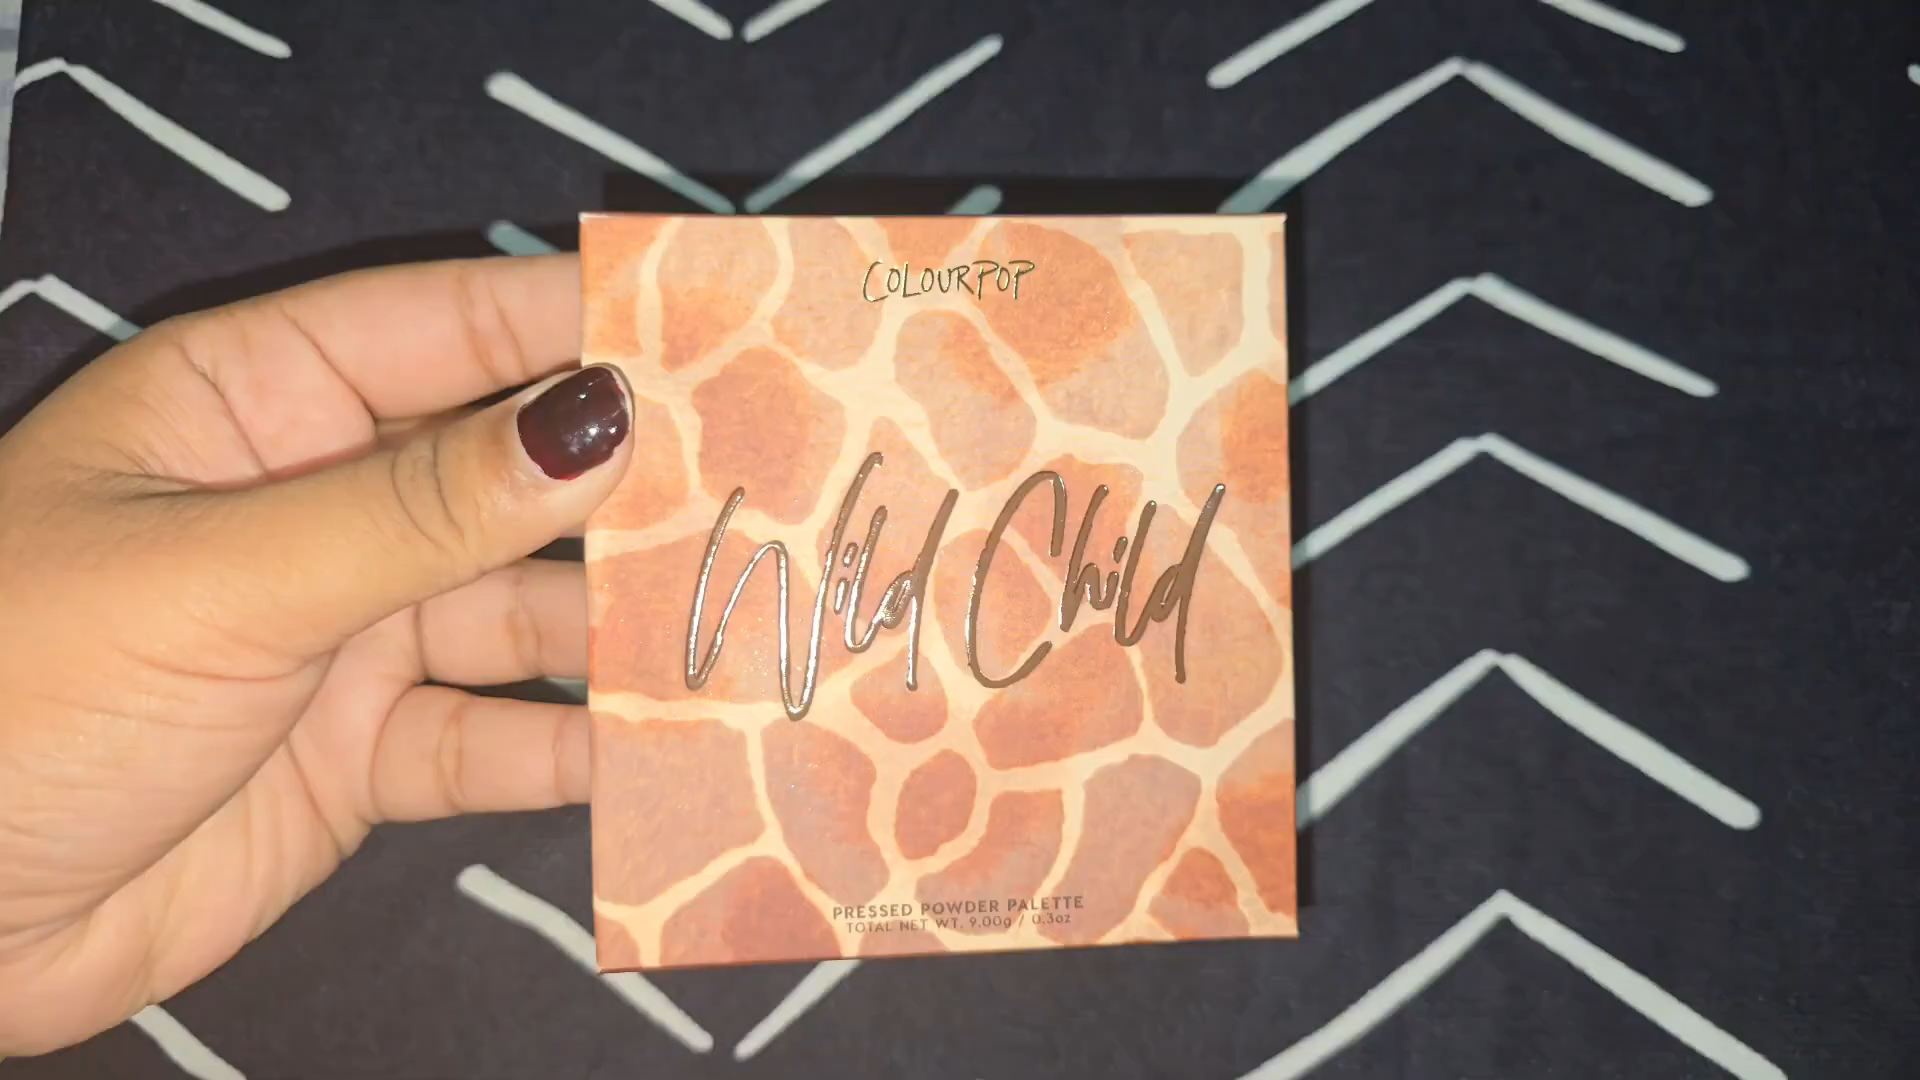 COLOURPOP
Wild Child
PRESSED POWDER PALETTE
TOTAL NET WT. 9.00g / 0.3oz